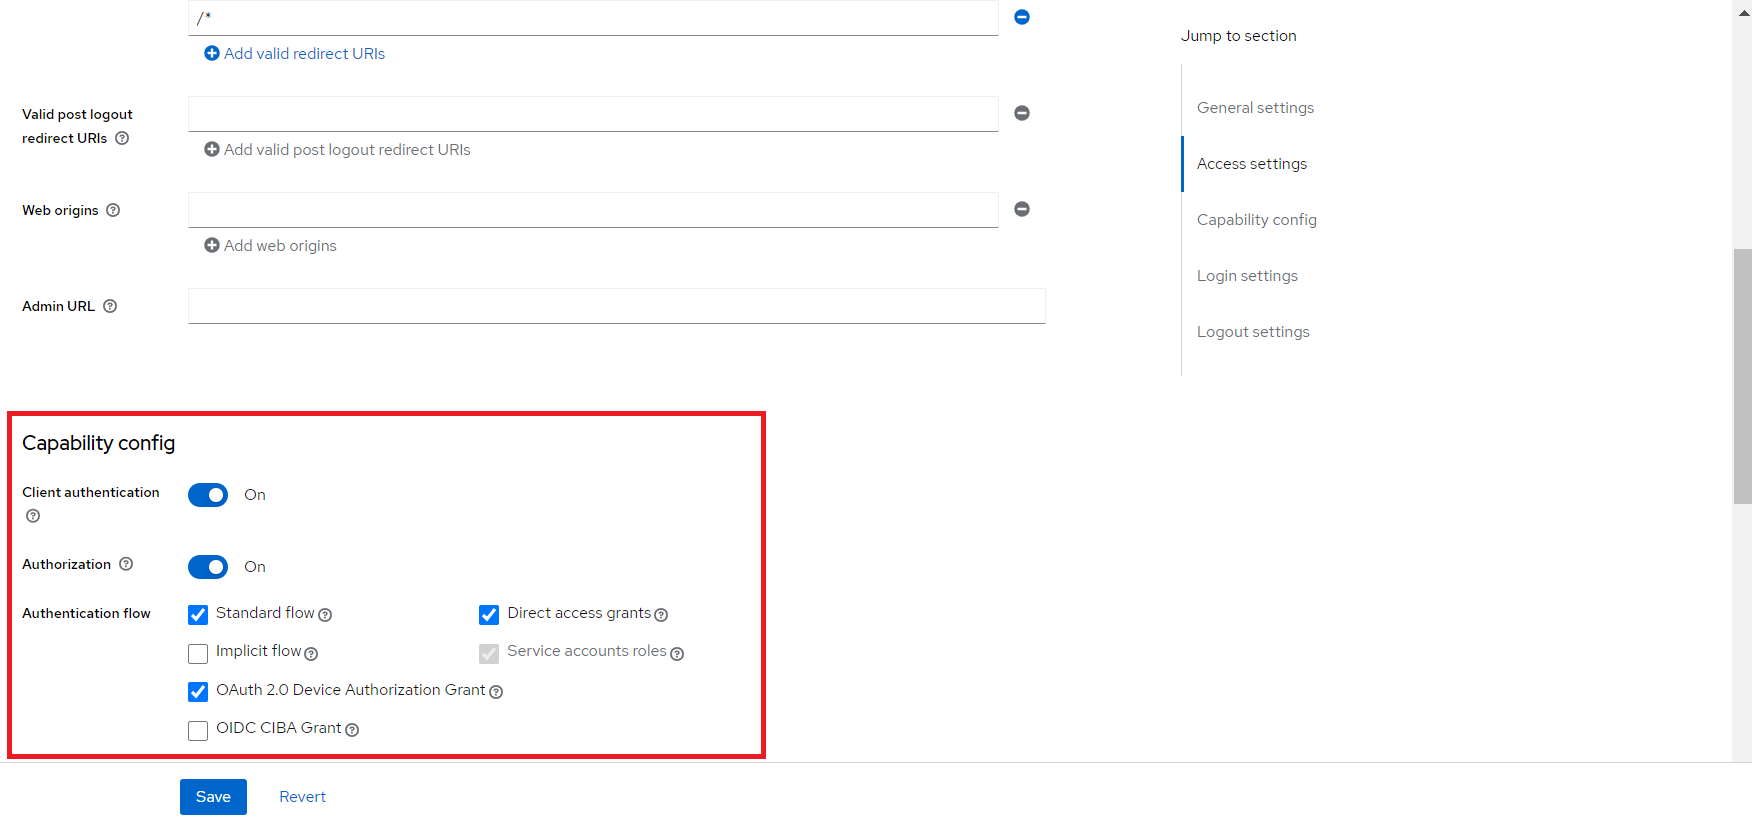 /*
Add valid redirect URIs
Valid post logout
redirect URIs
Add valid post logout redirect URIs
Web origins
Add web origins
Admin URL
Jump to section
General settings
Access settings
Capability config
Login settings
Logout settings
Capability config
Client authentication
On
Authorization
On
Authentication flow
Standard flow
Direct access grants
Implicit flow
Service accounts roles
OAuth 2.0 Device Authorization Grant
OIDC CIBA Grant
Save
Revert